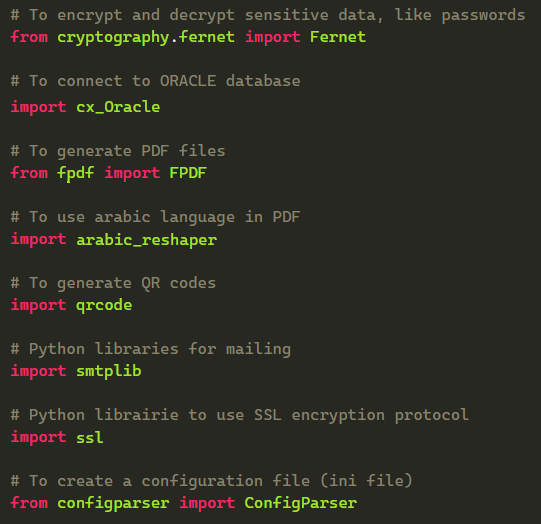 # To encrypt and decrypt sensitive data, like passwords
from cryptography.fernet import Fernet
# To connect to ORACLE database
import cx_Oracle
# To generate PDF files
from fpdf import FPDF
# To use arabic language in PDF
import arabic_reshaper
# To generate QR codes
import qrcode
# Python libraries for mailing
import smtplib
# Python librairie to use SSL encryption protocol
import ssl
# To create a configuration file (ini file)
from configparser import ConfigParser